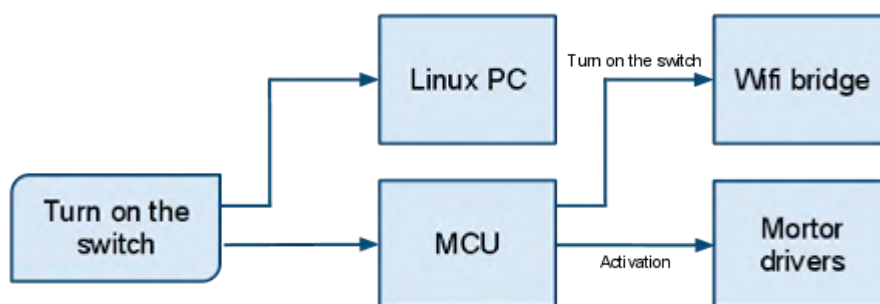 Linux PC
Turn on the switch
Wifi bridge
Turn on the
switch
MCU
Activation
Mortor
drivers